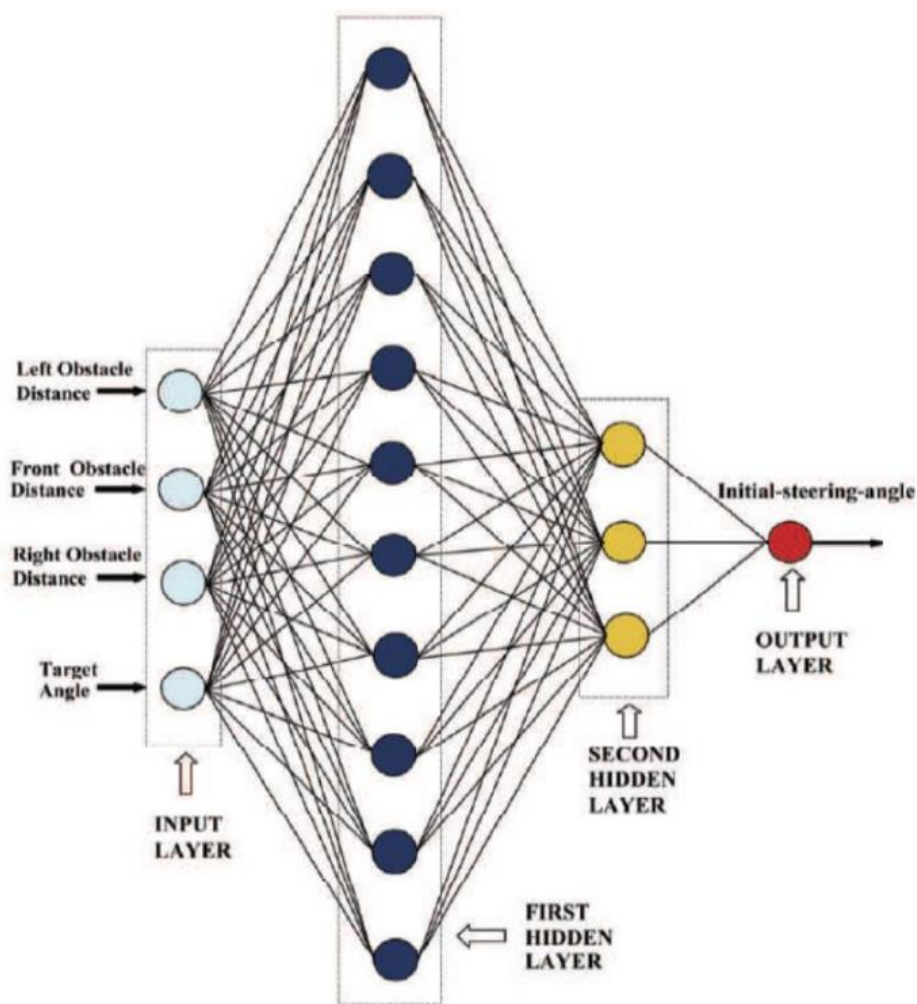 Left Obstacle
Distance
Front Obstacle
Distance
Right Obstacle
Distance
Target
Angle
INPUT
LAYER
FIRST
HIDDEN
LAYER
SECOND
HIDDEN
LAYER
Initial-steering-angle
OUTPUT
LAYER